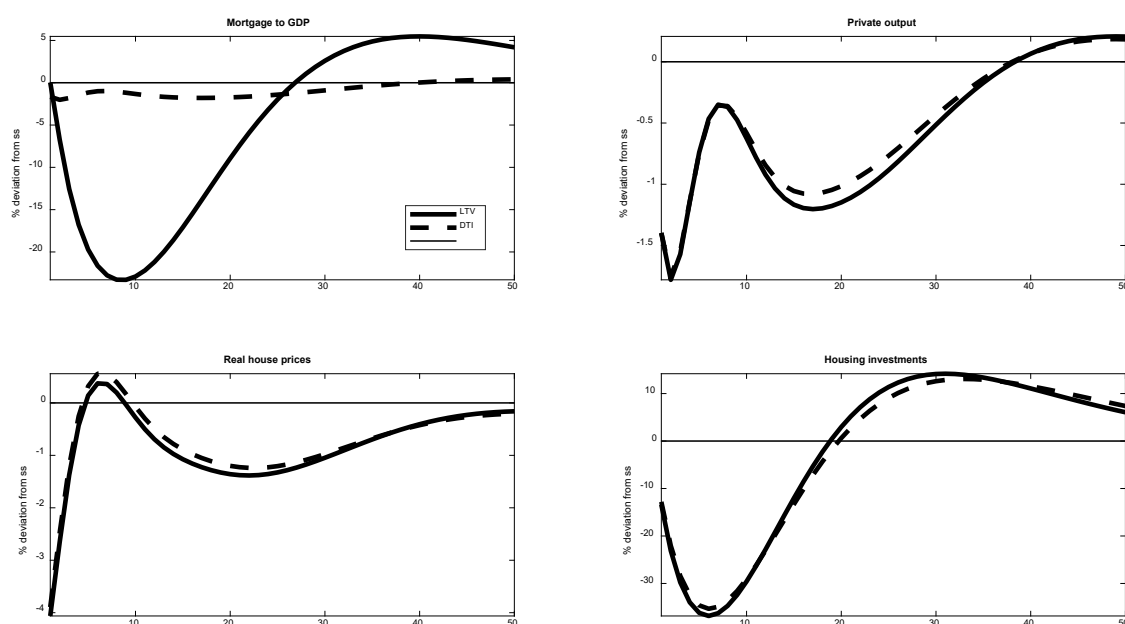 Mortgage to GDP
% deviation from ss
5
0
-5
-10
-15
-20
10 20 30 40 50
LTV
DTI
Private output
% deviation from ss
0
-0.5
-1
-1.5
10 20 30 40 50
Real house prices
% deviation from ss
0
-1
-2
-3
-4
10 20 30 40 50
Housing investments
% deviation from ss
10
0
-10
-20
-30
10 20 30 40 50